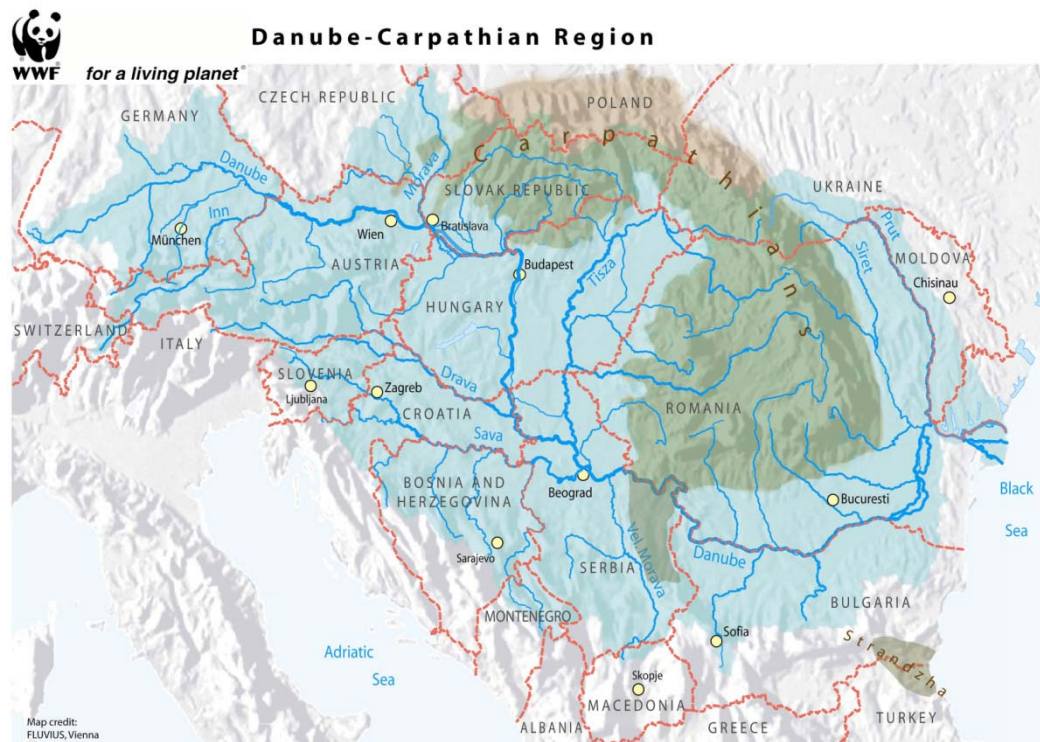 Danube-Carpathian Region
WWF
for a living planet®
GERMANY
CZECH REPUBLIC
POLAND
Carpathians
UKRAINE
Danube
Morava
SLOVAK REPUBLIC
Inn
München
Wien
Bratislava
Prut
Siret
MOLDOVA
Chisinau
AUSTRIA
Budapest
Tisza
HUNGARY
SWITZERLAND
ITALY
SLOVENIA
Ljubljana
Zagreb
Drava
CROATIA
ROMANIA
Sava
BOSNIA AND
HERZEGOVINA
Beograd
Bucuresti
Black
Sea
Sarajevo
Vel. Morava
SERBIA
Danube
MONTENEGRO
BULGARIA
Sofia
Strandzha
Adriatic
Sea
Skopje
MACEDONIA
ALBANIA
GREECE
TURKEY
Map credit:
FLUVIUS, Vienna